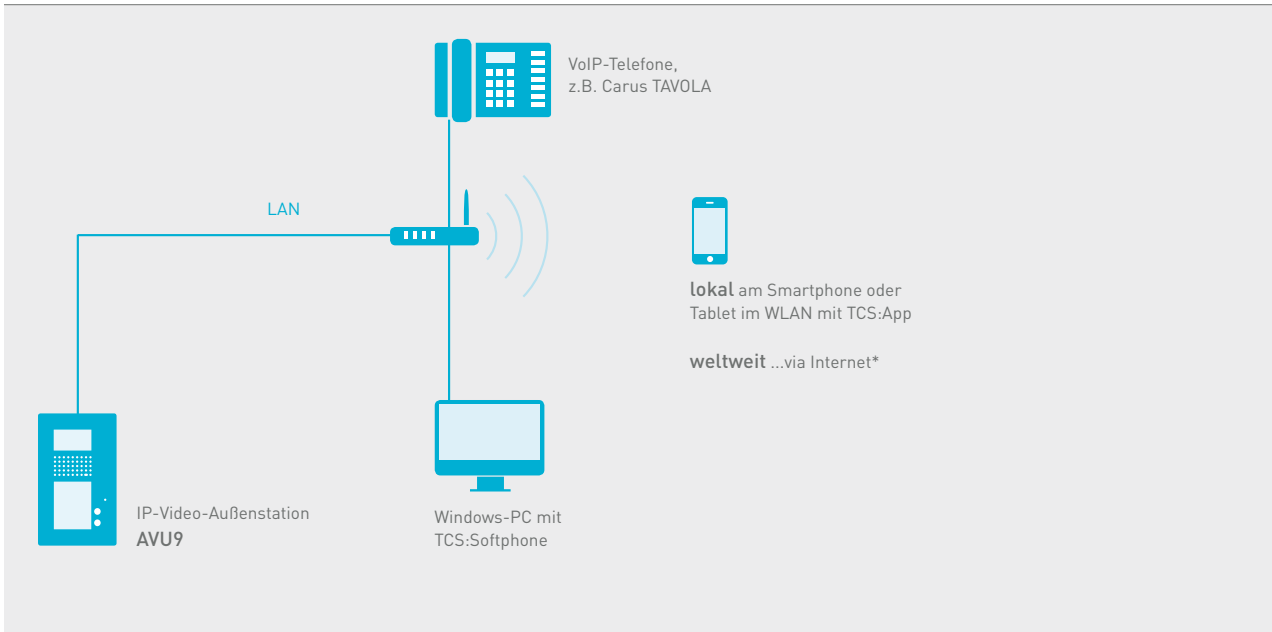 VoIP-Telefone,
z.B. Carus TAVOLA
LAN
lokal am Smartphone oder
Tablet im WLAN mit TCS:App
weltweit ...via Internet*
IP-Video-Außenstation
AVU9
Windows-PC mit
TCS:Softphone